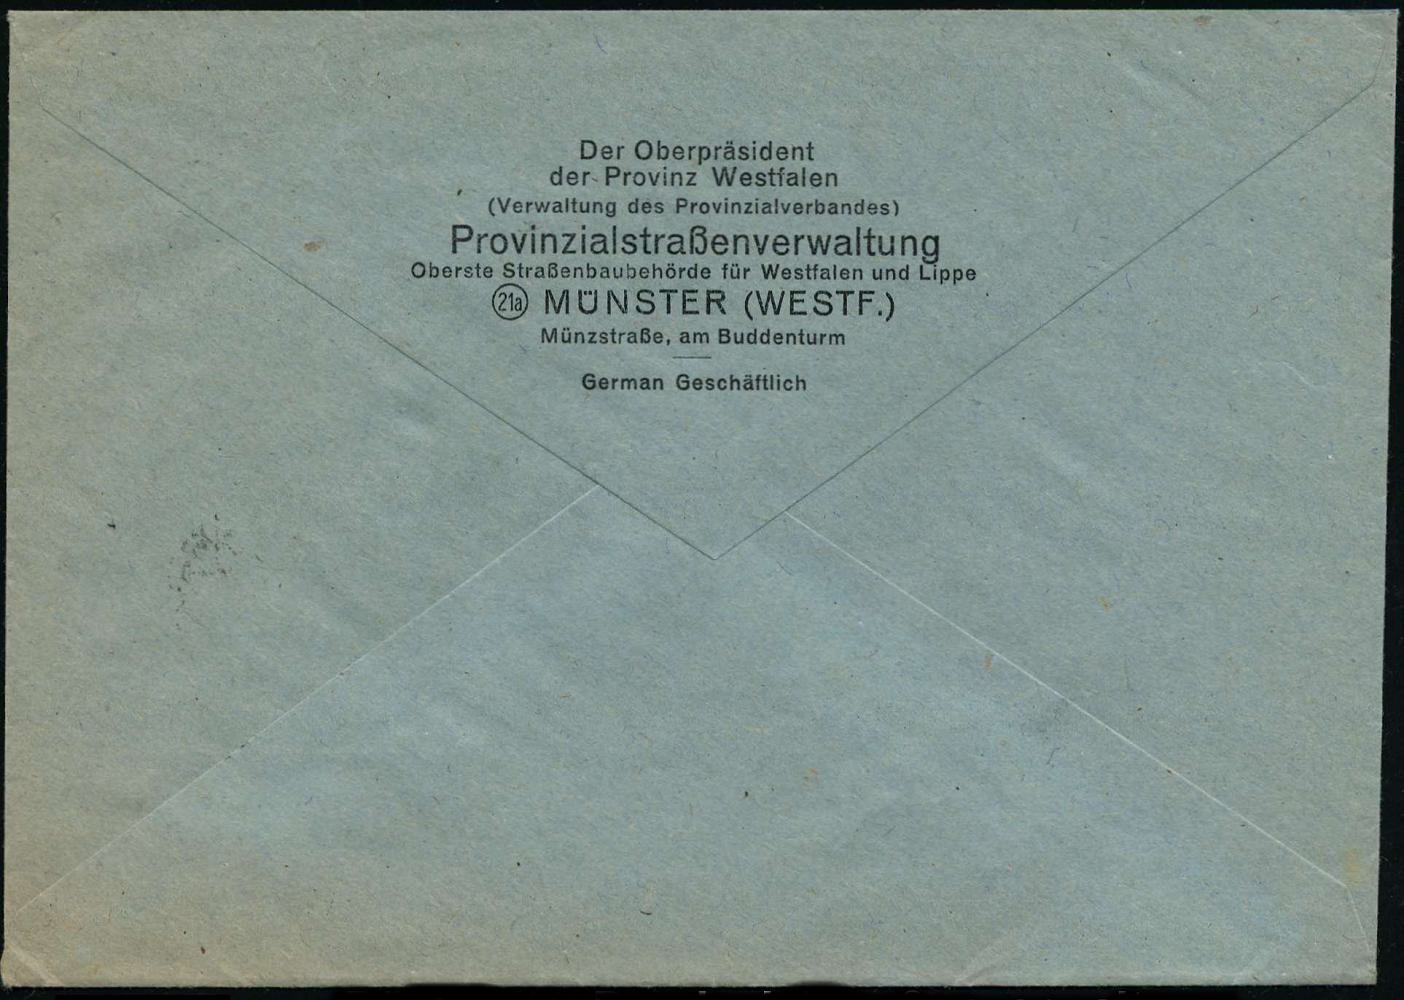 Der Oberpräsident
der Provinz Westfalen
(Verwaltung des Provinzialverbandes)
Provinzialstraßenverwaltung
Oberste Straßenbaubehörde für Westfalen und Lippe
21a MÜNSTER (WESTF.)
Münzstraße, am Buddenturm
German Geschäftlich